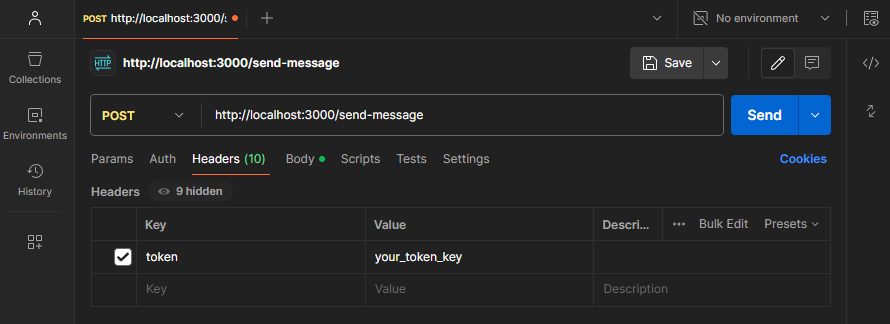 POST http://localhost:3000/s
No environment
Collections
Environments
History
HTTP http://localhost:3000/send-message
Save
POST http://localhost:3000/send-message
Send
Params Auth Headers (10) Body Scripts Tests Settings Cookies
Headers 9 hidden
Key Value Descri... Bulk Edit Presets
token your_token_key
Key Value Description